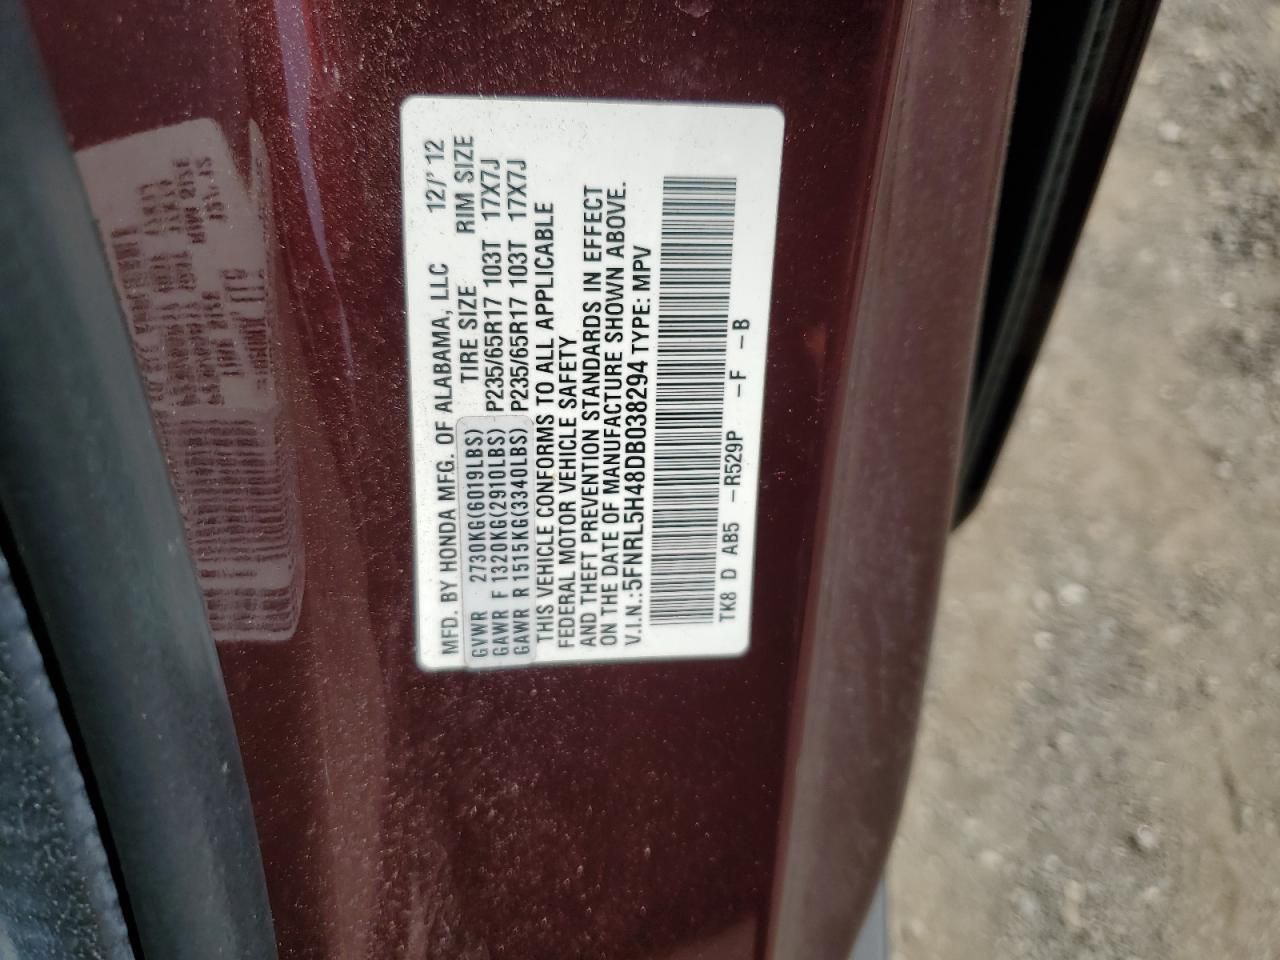 MFD. BY HONDA MFG. OF ALABAMA, LLC 12/'12
GVWR 2730KG(6019LBS) TIRE SIZE RIM SIZE
GAWR F 1320KG(2910LBS) P235/65R17 103T 17X7J
GAWR R 1515KG(3340LBS) P235/65R17 103T 17X7J
THIS VEHICLE CONFORMS TO ALL APPLICABLE
FEDERAL MOTOR VEHICLE SAFETY
AND THEFT PREVENTION STANDARDS IN EFFECT
ON THE DATE OF MANUFACTURE SHOWN ABOVE.
V.I.N.:5FNRL5H48DB038294 TYPE: MPV
TK8 D AB5 -R529P -F -B